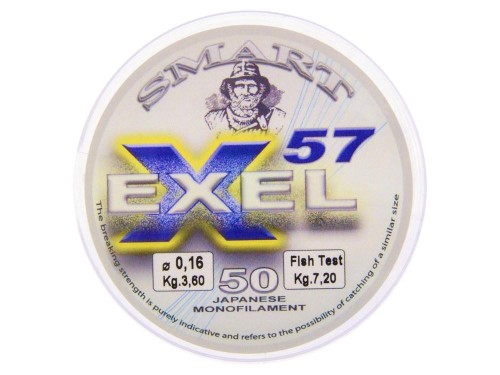 SMART
57
EXEL
ø 0,16
Kg.3,60
50
Fish Test
Kg.7,20
JAPANESE
MONOFILAMENT
The breaking strength is purely indicative and refers to the possibility of catching of a similar size